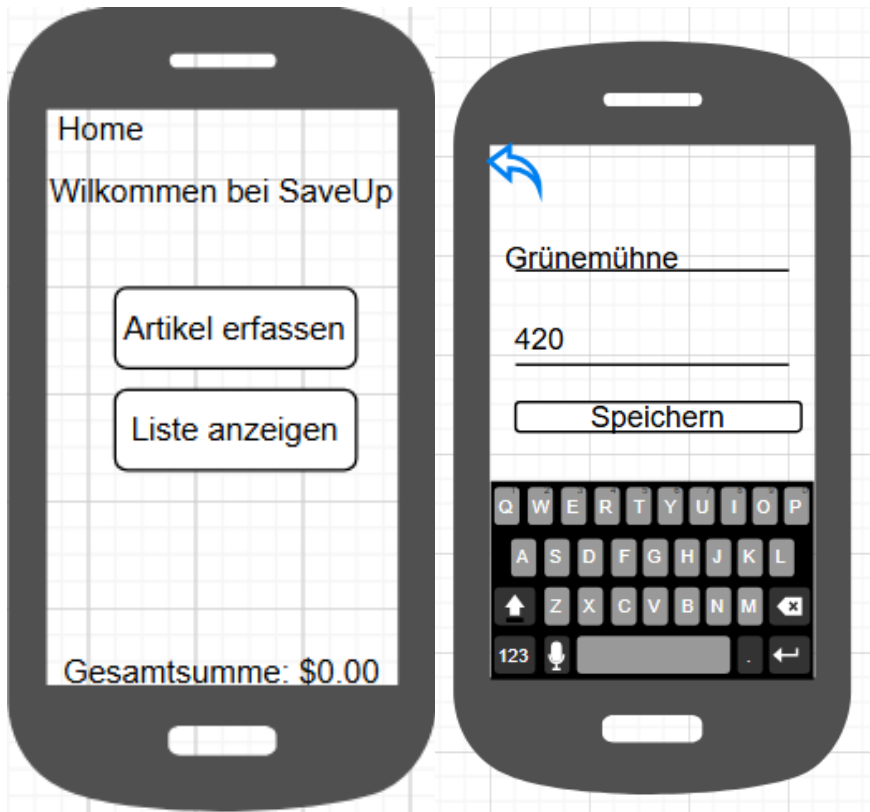 Home
Wilkommen bei SaveUp
Artikel erfassen
Liste anzeigen
Gesamtsumme: $0.00
Grünemühne
420
Speichern
Q W E R T Y U I O P
A S D F G H J K L
Z X C V B N M
123 .